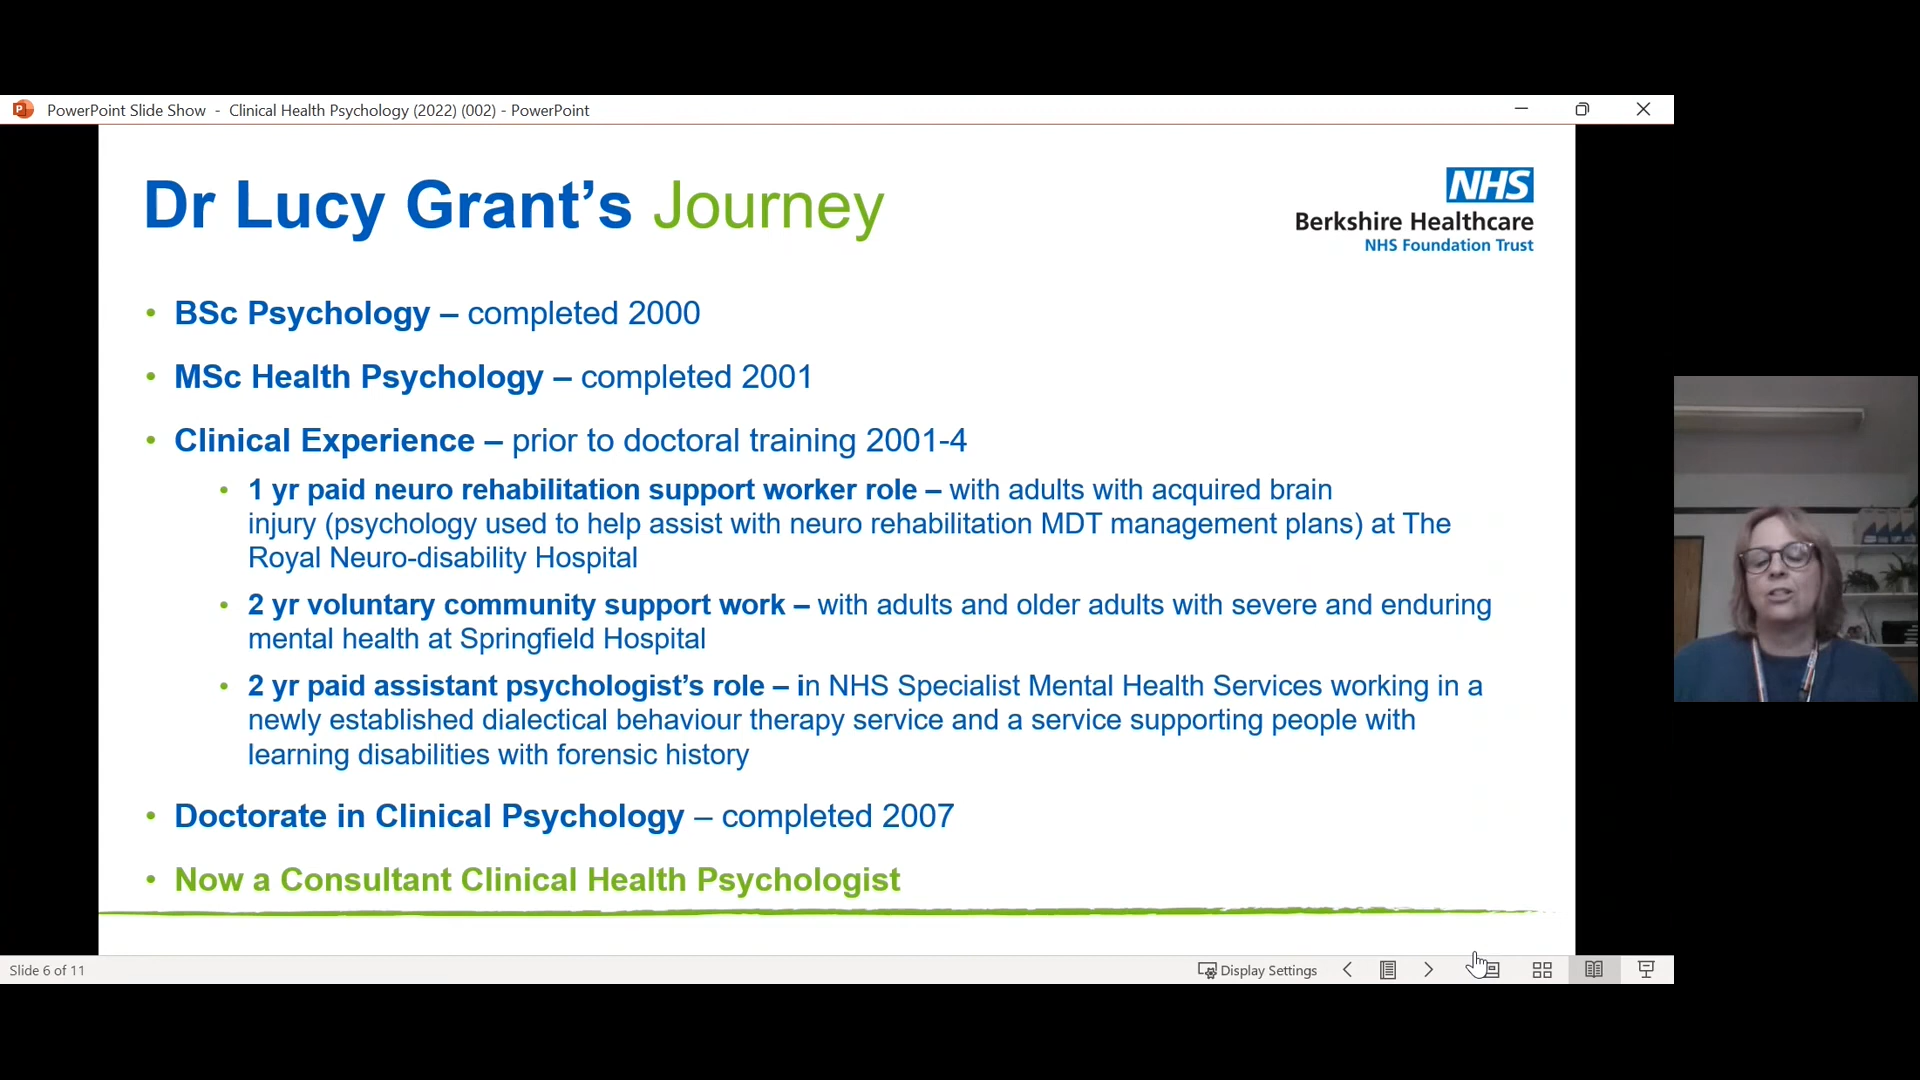 PowerPoint Slide Show - Clinical Health Psychology (2022) (002) - PowerPoint
Dr Lucy Grant’s Journey
NHS
Berkshire Healthcare
NHS Foundation Trust
• BSc Psychology – completed 2000
• MSc Health Psychology – completed 2001
• Clinical Experience – prior to doctoral training 2001-4
• 1 yr paid neuro rehabilitation support worker role – with adults with acquired brain
injury (psychology used to help assist with neuro rehabilitation MDT management plans) at The
Royal Neuro-disability Hospital
• 2 yr voluntary community support work – with adults and older adults with severe and enduring
mental health at Springfield Hospital
• 2 yr paid assistant psychologist’s role – in NHS Specialist Mental Health Services working in a
newly established dialectical behaviour therapy service and a service supporting people with
learning disabilities with forensic history
• Doctorate in Clinical Psychology – completed 2007
• Now a Consultant Clinical Health Psychologist
Slide 6 of 11
Display Settings